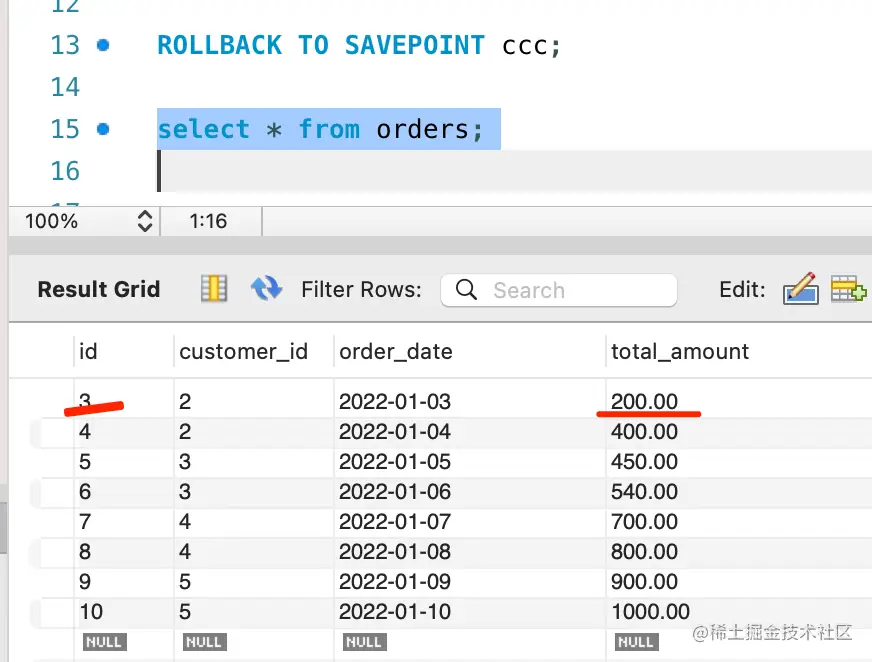 12
13 ROLLBACK TO SAVEPOINT ccc;
14
15 select * from orders;
16
17
100% 1:16
Result Grid Filter Rows: Search Edit:
id customer_id order_date total_amount
3 2 2022-01-03 200.00
4 2 2022-01-04 400.00
5 3 2022-01-05 450.00
6 3 2022-01-06 540.00
7 4 2022-01-07 700.00
8 4 2022-01-08 800.00
9 5 2022-01-09 900.00
10 5 2022-01-10 1000.00
NULL NULL NULL NULL
@稀土掘金技术社区